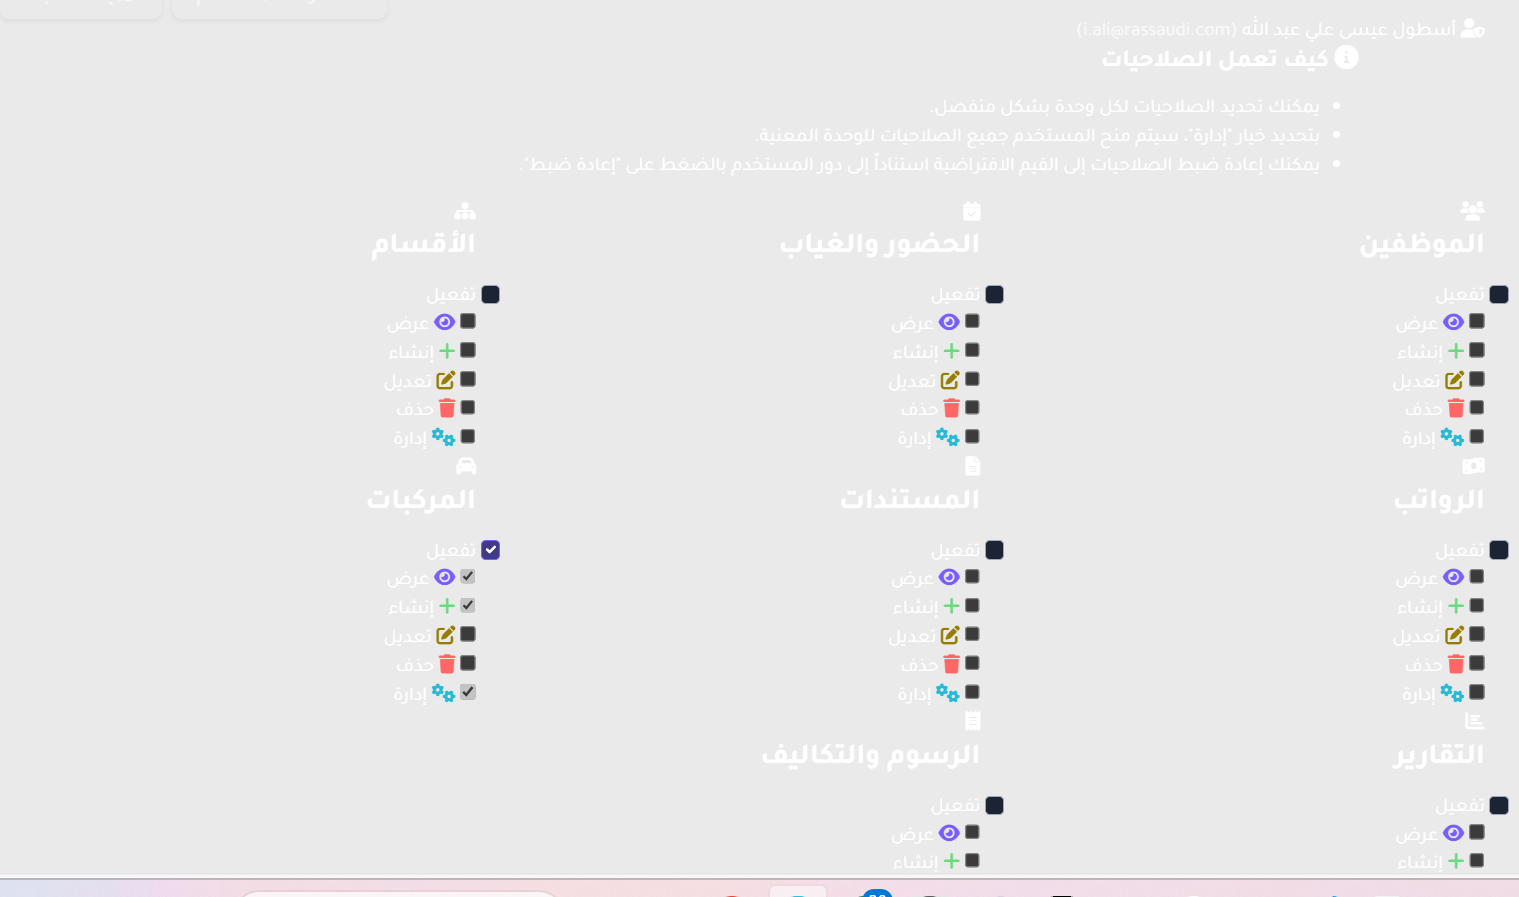 أسطول عيسى علي عبد الله (i.ali@rassaudi.com)
كيف تعمل الصلاحيات
يمكنك تحديد الصلاحيات لكل وحدة بشكل منفصل.
بتحديد خيار "إدارة"، سيتم منح المستخدم جميع الصلاحيات للوحدة المعنية.
يمكنك إعادة ضبط الصلاحيات إلى القيم الافتراضية استناداً إلى دور المستخدم بالضغط على "إعادة ضبط".
الموظفين
تفعيل
عرض
إنشاء
تعديل
حذف
إدارة
الحضور والغياب
تفعيل
عرض
إنشاء
تعديل
حذف
إدارة
الأقسام
تفعيل
عرض
إنشاء
تعديل
حذف
إدارة
الرواتب
تفعيل
عرض
إنشاء
تعديل
حذف
إدارة
المستندات
تفعيل
عرض
إنشاء
تعديل
حذف
إدارة
المركبات
تفعيل
عرض
إنشاء
تعديل
حذف
إدارة
التقارير
تفعيل
عرض
إنشاء
الرسوم والتكاليف
تفعيل
عرض
إنشاء